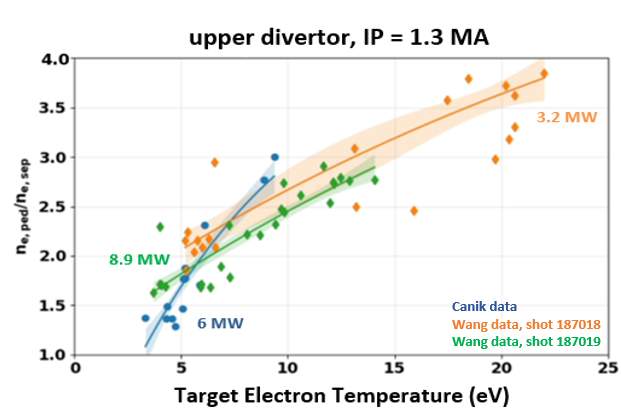 upper divertor, IP = 1.3 MA
4.0
3.5
3.0
2.5
2.0
1.5
1.0
n e, ped/n e, sep
3.2 MW
8.9 MW
6 MW
Canik data
Wang data, shot 187018
Wang data, shot 187019
0
5
10
15
20
25
Target Electron Temperature (eV)